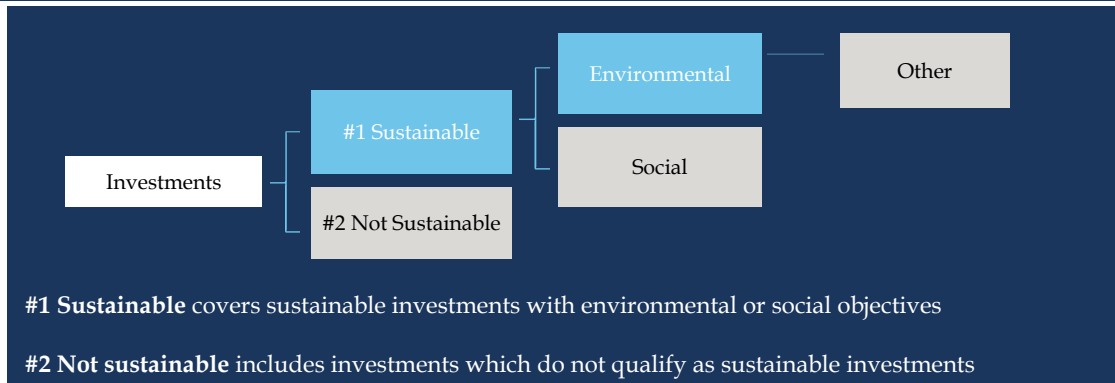 Environmental
Other
#1 Sustainable
Social
Investments
#2 Not Sustainable
#1 Sustainable covers sustainable investments with environmental or social objectives
#2 Not sustainable includes investments which do not qualify as sustainable investments